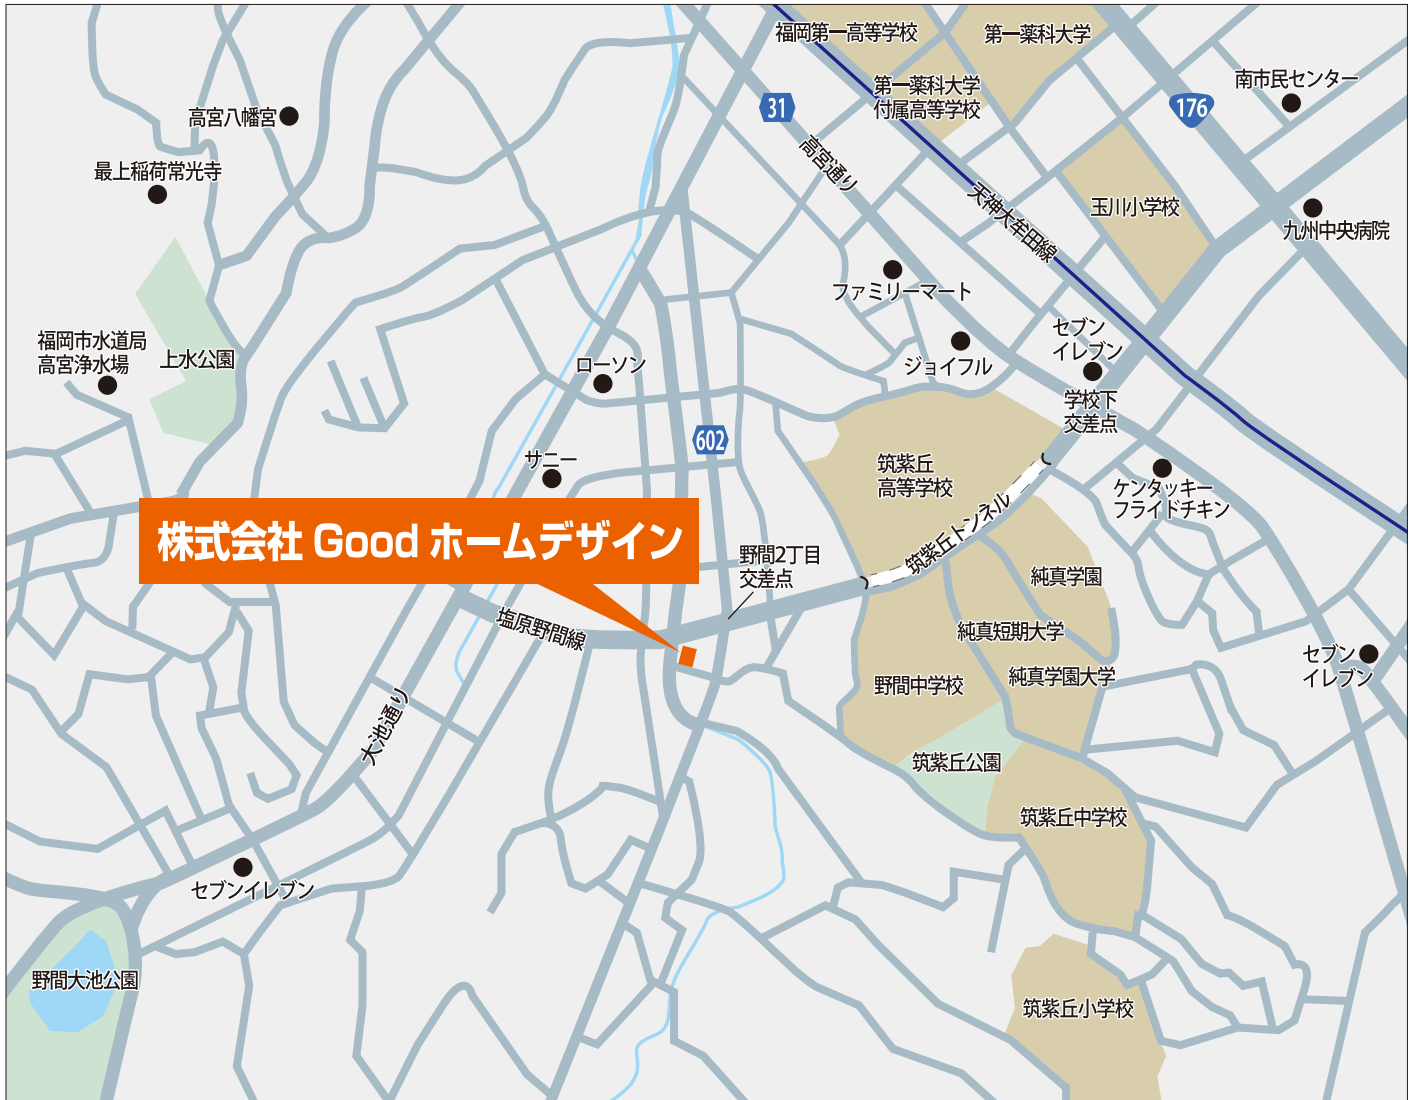 福岡第一高等学校
第一薬科大学
第一薬科大学
付属高等学校
南市民センター
31
176
高宮八幡宮
高宮通り
最上稲荷常光寺
天神大牟田線
玉川小学校
九州中央病院
ファミリーマート
福岡市水道局
高宮浄水場
上水公園
ローソン
ジョイフル
セブン
イレブン
学校下
交差点
602
サニー
筑紫丘
高等学校
ケンタッキー
フライドチキン
株式会社 Good ホームデザイン
筑紫丘トンネル
野間2丁目
交差点
純真学園
塩原野間線
純真短期大学
セブン
イレブン
野間中学校
純真学園大学
大池通り
筑紫丘公園
筑紫丘中学校
セブンイレブン
野間大池公園
筑紫丘小学校